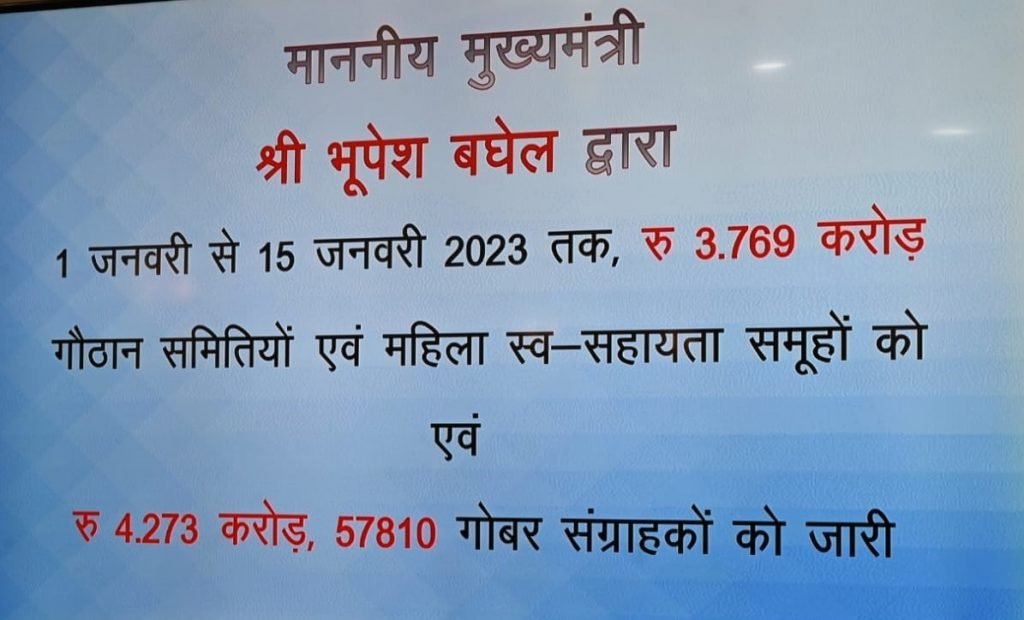 माननीय मुख्यमंत्री
श्री भूपेश बघेल द्वारा
1 जनवरी से 15 जनवरी 2023 तक, रु 3.769 करोड़
गौठान समितियों एवं महिला स्व–सहायता समूहों को
एवं
रु 4.273 करोड़, 57810 गोबर संग्राहकों को जारी